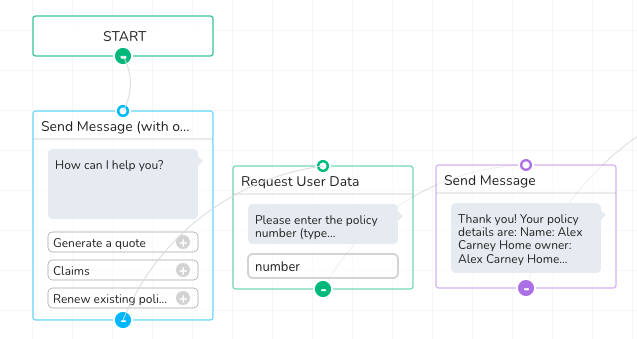 START
Send Message (with o...
How can I help you?
Generate a quote
Claims
Renew existing poli...
Request User Data
Please enter the policy
number (type...
number
Send Message
Thank you! Your policy
details are: Name: Alex
Carney Home owner:
Alex Carney Home...